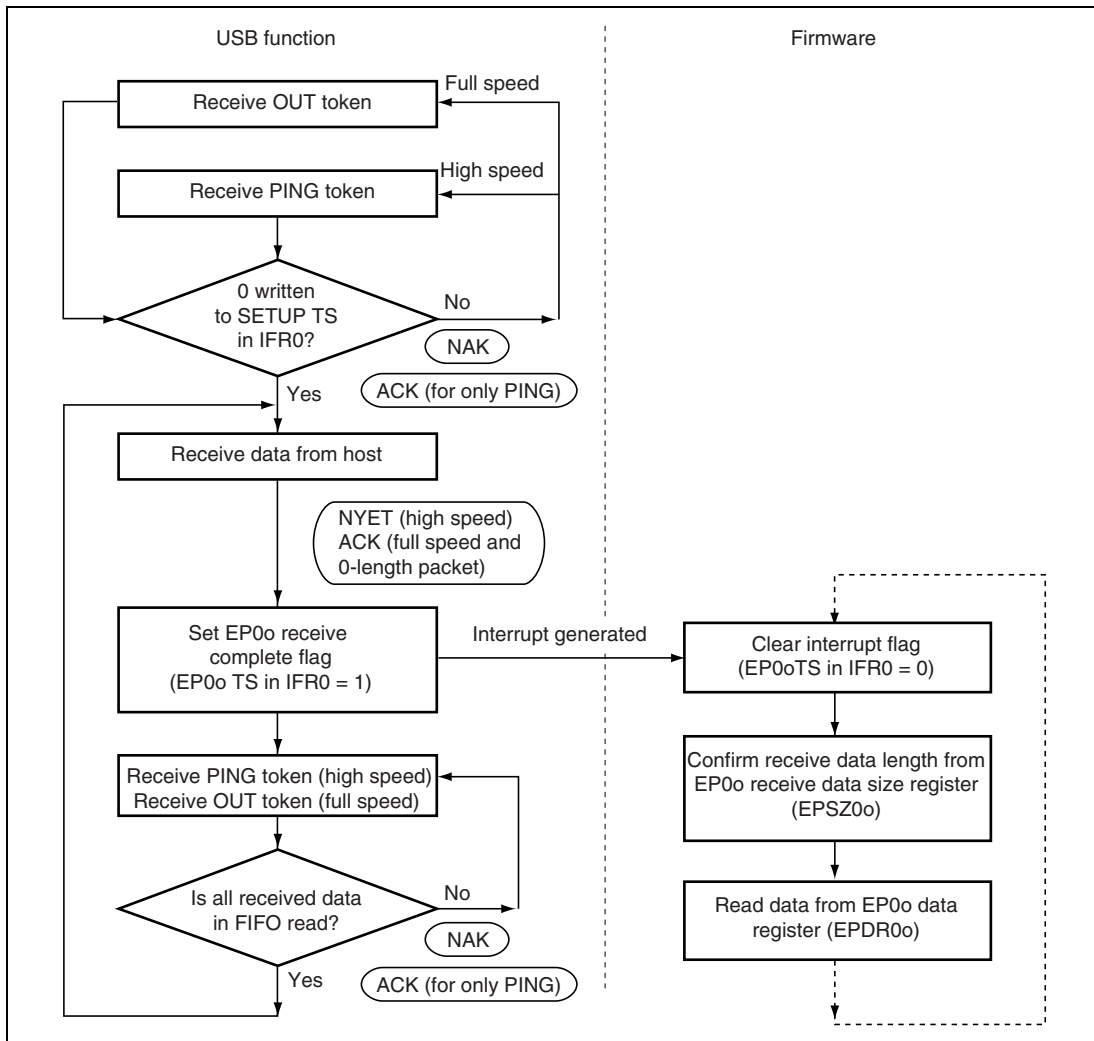 USB function
Firmware
Full speed
Receive OUT token
High speed
Receive PING token
0 written
to SETUP TS
in IFR0?
No
NAK
ACK (for only PING)
Yes
Receive data from host
NYET (high speed)
ACK (full speed and
0-length packet)
Set EP0o receive
complete flag
(EP0o TS in IFR0 = 1)
Interrupt generated
Clear interrupt flag
(EP0oTS in IFR0 = 0)
Receive PING token (high speed)
Receive OUT token (full speed)
Confirm receive data length from
EP0o receive data size register
(EPSZ0o)
Is all received data
in FIFO read?
No
NAK
ACK (for only PING)
Yes
Read data from EP0o data
register (EPDR0o)